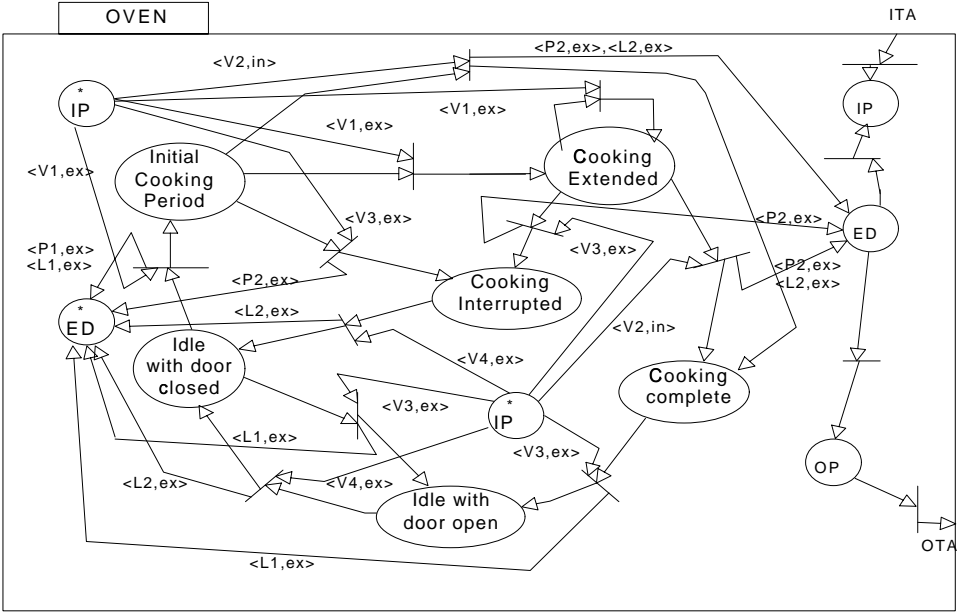 OVEN
ITA
<P2,ex>,<L2,ex>
<V2,in>
*
IP
<V1,ex>
IP
<V1,ex>
Initial
Cooking
Period
Cooking
Extended
<V1,ex>
<V3,ex>
<P2,ex>
ED
<V3,ex>
<P1,ex>
<L1,ex>
<P2,ex>
<P2,ex>
<L2,ex>
Cooking
Interrupted
*
ED
<L2,ex>
<V2,in>
Idle
with door
closed
<V4,ex>
Cooking
complete
*
IP
<V3,ex>
<L1,ex>
<V3,ex>
OP
<L2,ex>
<V4,ex>
Idle with
door open
OTA
<L1,ex>